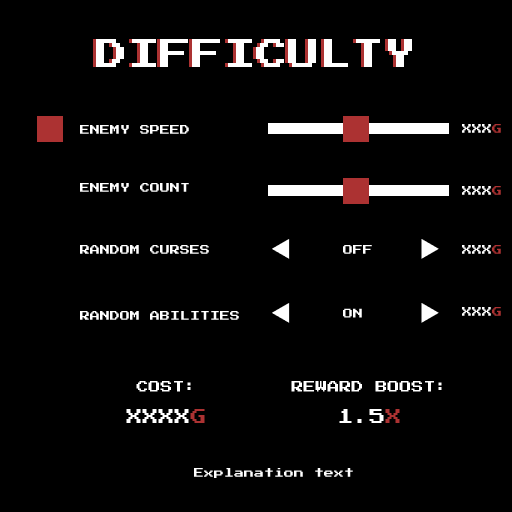 DIFFICULTY
ENEMY SPEED XXXG
ENEMY COUNT XXXG
RANDOM CURSES OFF XXXG
RANDOM ABILITIES ON XXXG
COST: REWARD BOOST:
XXXXG 1.5X
Explanation text